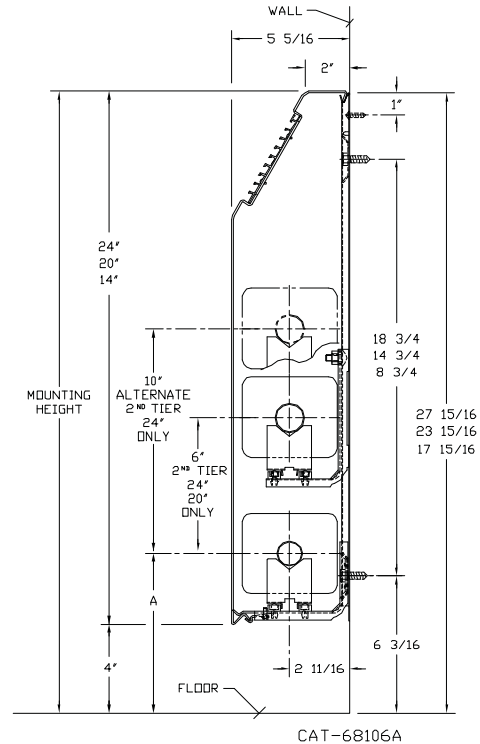 WALL
5 5/16
2"
1"
24"
20"
14"
18 3/4
14 3/4
8 3/4
10"
ALTERNATE
2ND TIER
24"
ONLY
MOUNTING
HEIGHT
27 15/16
23 15/16
17 15/16
6"
2ND TIER
24"
20"
ONLY
A
6 3/16
4"
2 11/16
FLOOR
CAT-68106A